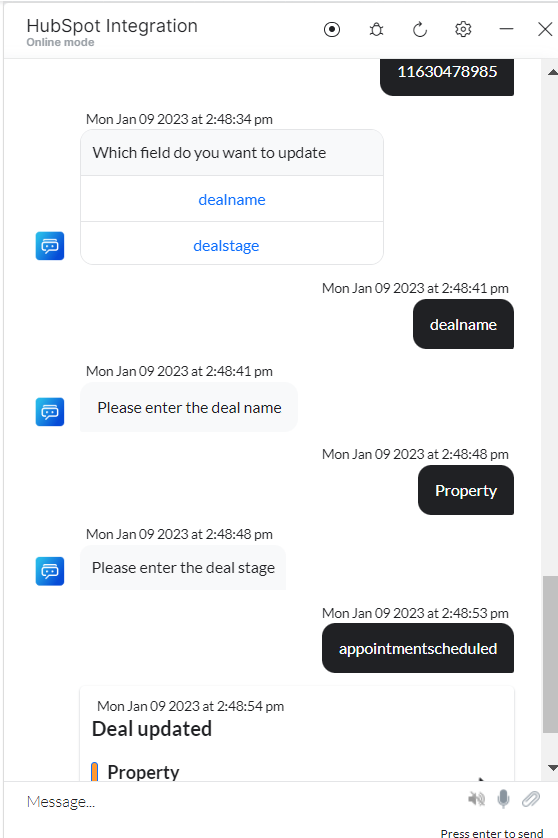 HubSpot Integration
Online mode
11630478985
Mon Jan 09 2023 at 2:48:34 pm
Which field do you want to update
dealname
dealstage
Mon Jan 09 2023 at 2:48:41 pm
dealname
Mon Jan 09 2023 at 2:48:41 pm
Please enter the deal name
Mon Jan 09 2023 at 2:48:48 pm
Property
Mon Jan 09 2023 at 2:48:48 pm
Please enter the deal stage
Mon Jan 09 2023 at 2:48:53 pm
appointmentscheduled
Mon Jan 09 2023 at 2:48:54 pm
Deal updated
Property
Message...
Press enter to send